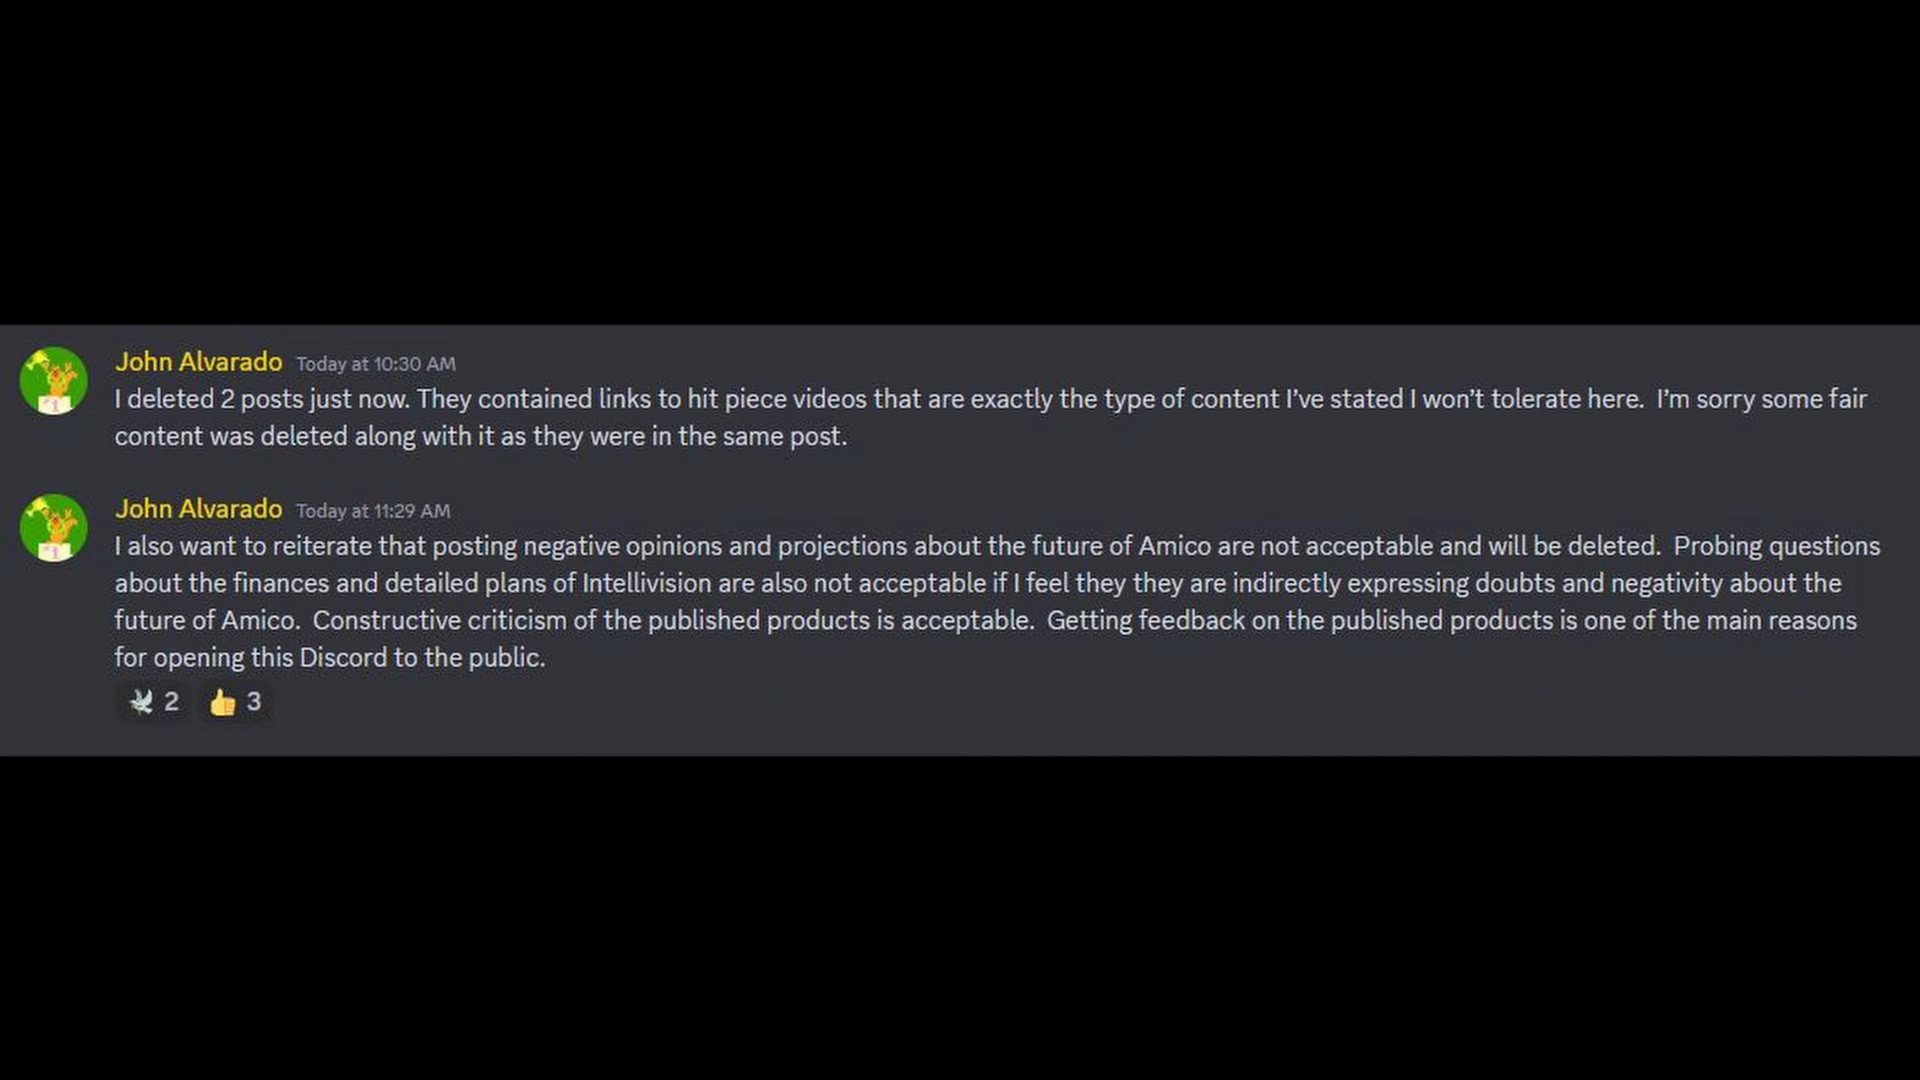 John Alvarado Today at 10:30 AM
I deleted 2 posts just now. They contained links to hit piece videos that are exactly the type of content I've stated I won't tolerate here.  I'm sorry some fair
content was deleted along with it as they were in the same post.
John Alvarado Today at 11:29 AM
I also want to reiterate that posting negative opinions and projections about the future of Amico are not acceptable and will be deleted.  Probing questions
about the finances and detailed plans of Intellivision are also not acceptable if I feel they they are indirectly expressing doubts and negativity about the
future of Amico.  Constructive criticism of the published products is acceptable.  Getting feedback on the published products is one of the main reasons
for opening this Discord to the public.
2 3